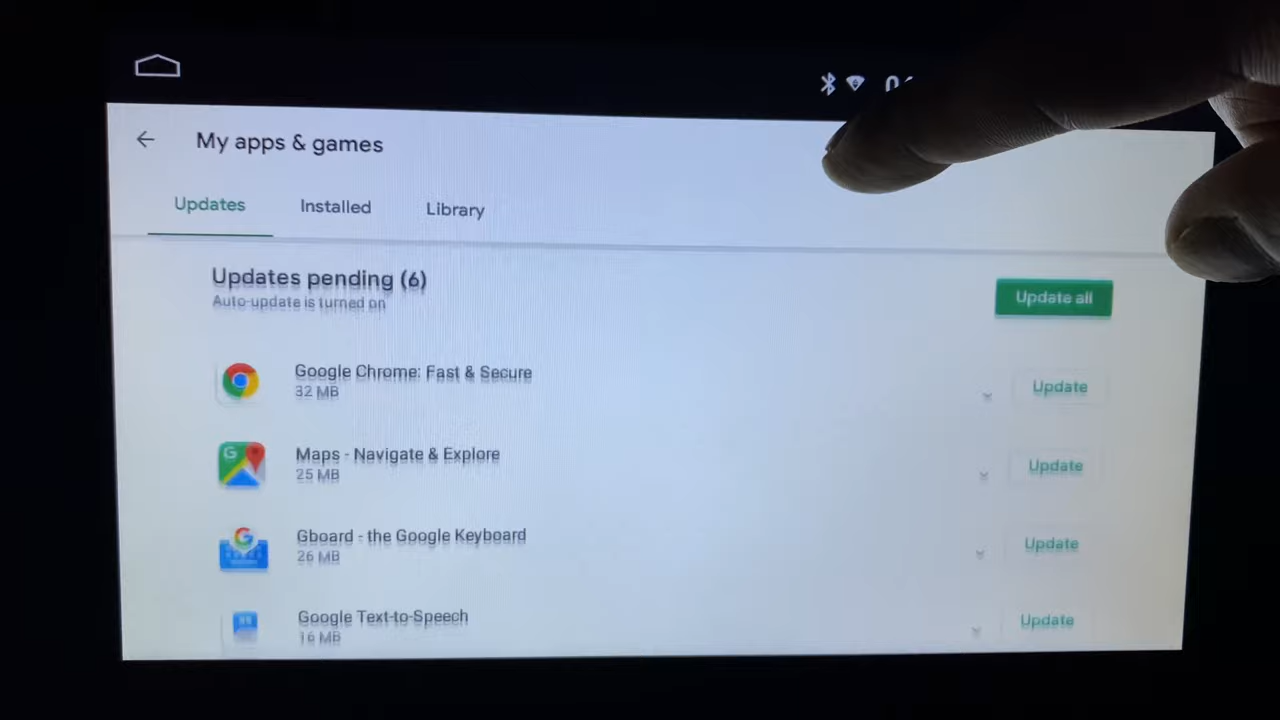 My apps & games
Updates
Installed
Library
Updates pending (6)
Auto-update is turned on
Update all
Google Chrome: Fast & Secure
32 MB
Update
Maps - Navigate & Explore
25 MB
Update
Gboard - the Google Keyboard
26 MB
Update
Google Text-to-Speech
16 MB
Update